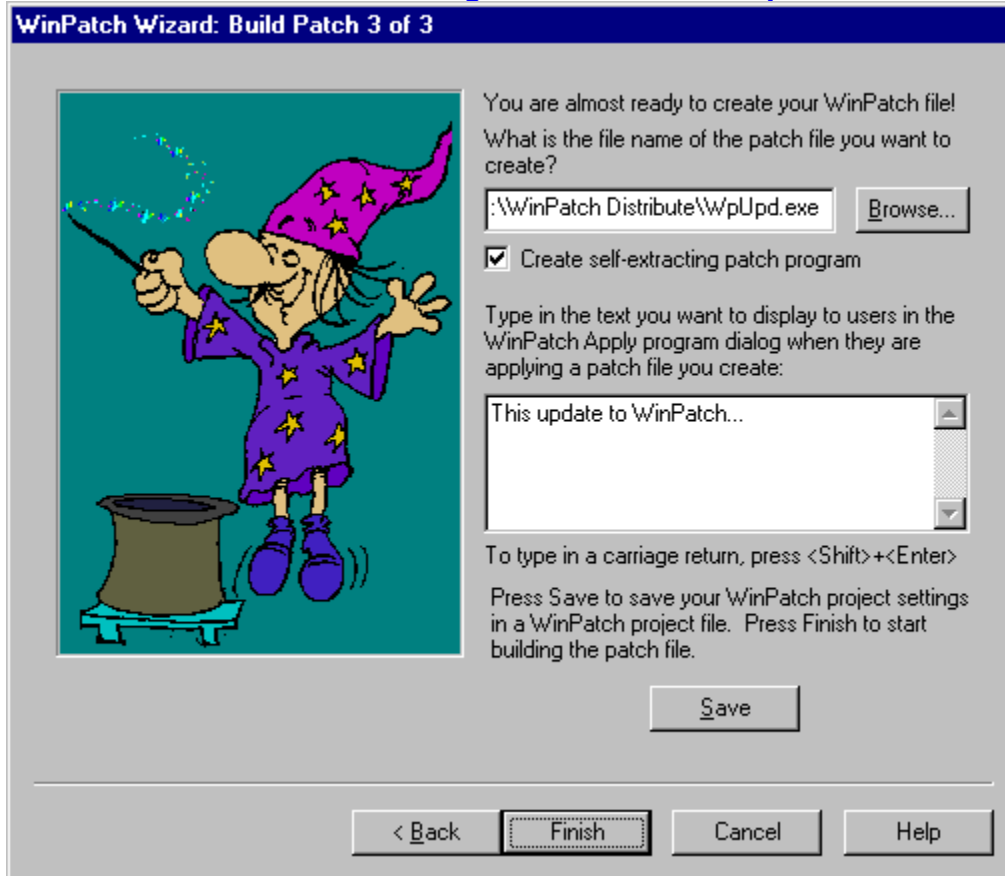 WinPatch Wizard: Build Patch 3 of 3
You are almost ready to create your WinPatch file!
What is the file name of the patch file you want to
create?
:\WinPatch Distribute\WpUpd.exe
Browse...
Create self-extracting patch program
Type in the text you want to display to users in the
WinPatch Apply program dialog when they are
applying a patch file you create:
This update to WinPatch...
To type in a carriage return, press <Shift>+<Enter>
Press Save to save your WinPatch project settings
in a WinPatch project file.  Press Finish to start
building the patch file.
Save
< Back
Finish
Cancel
Help